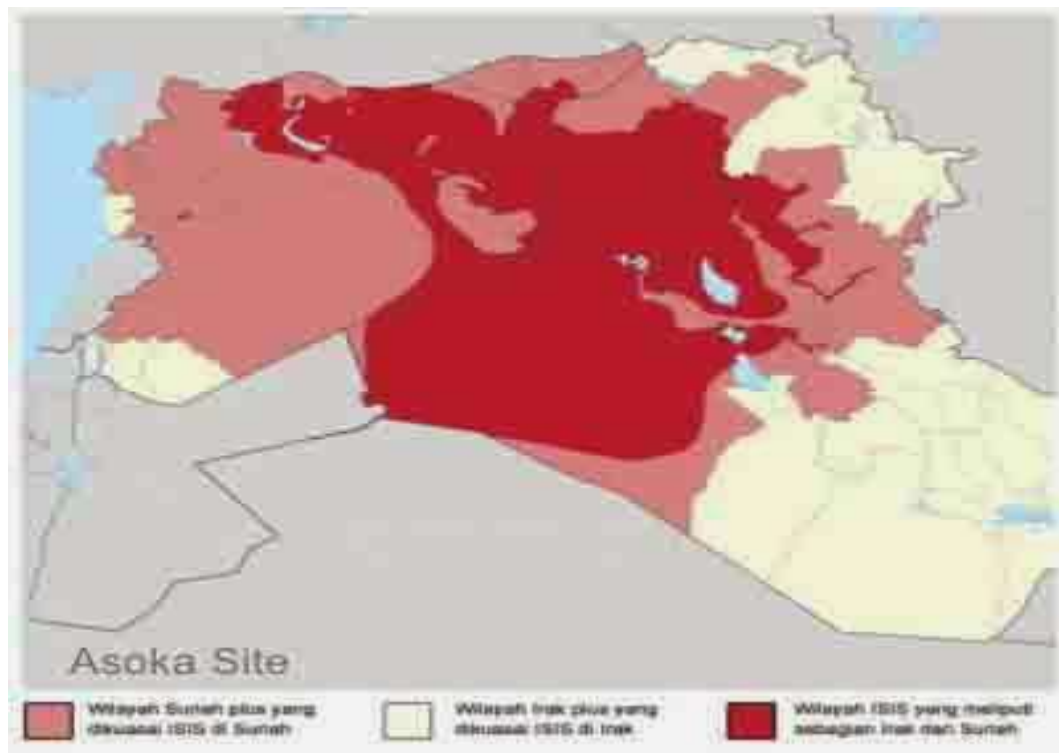 Asoka Site
Wilayah Suriah plus yang
dikuasai ISIS di Suriah
Wilayah Irak plus yang
dikuasai ISIS di Irak
Wilayah ISIS yang meliputi
sebagian Irak dan Suriah